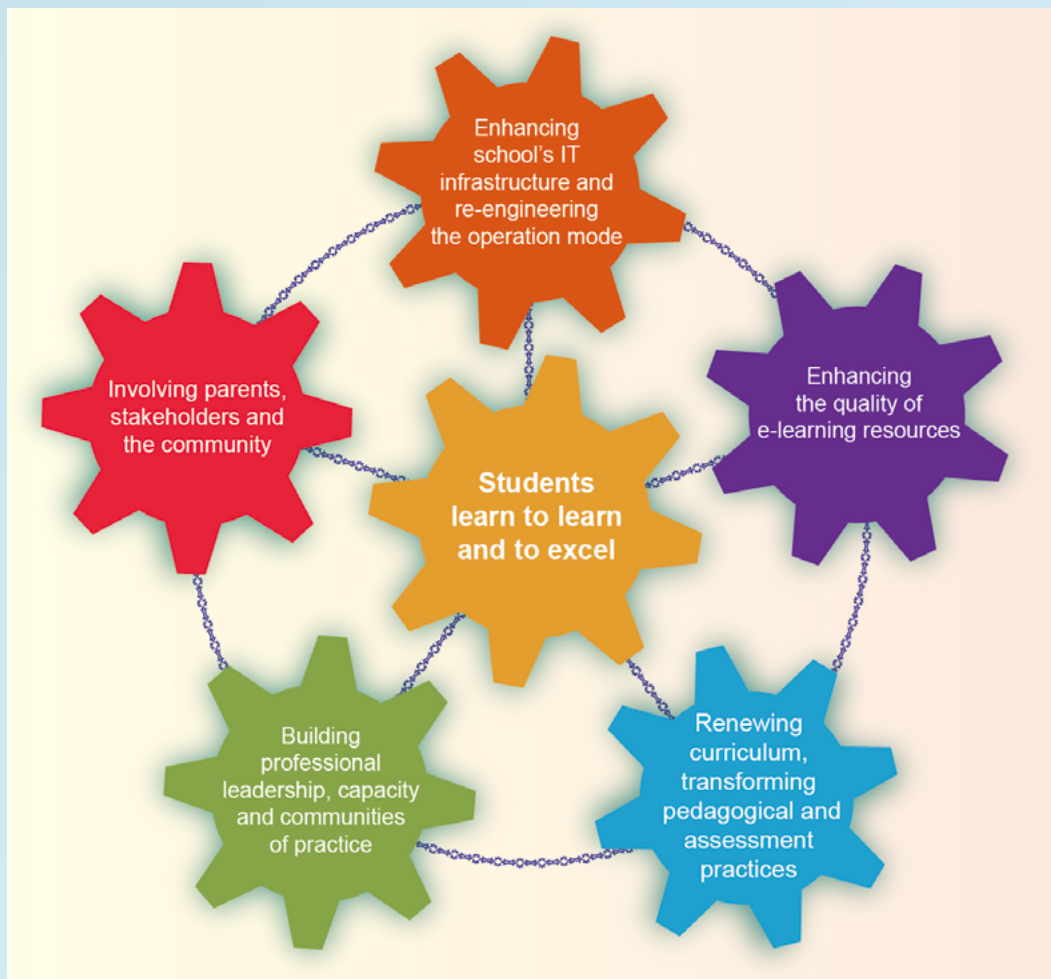 Enhancing
school's IT
infrastructure and
re-engineering
the operation mode
Involving parents,
stakeholders and
the community
Enhancing
the quality of
e-learning resources
Students
learn to learn
and to excel
Building
professional
leadership, capacity
and communities
of practice
Renewing
curriculum,
transforming
pedagogical and
assessment
practices